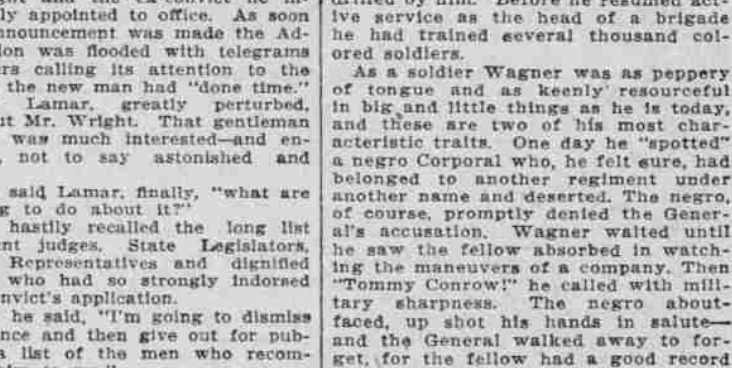 ly appointed to office. As soon
nnouncement was made the Ad-
ion was flooded with telegrams
rs calling its attention to the
the new man had "done time."
Lamar, greatly perturbed,
ut Mr. Wright. That gentleman
was much interested—and en-
, not to say astonished and
said Lamar, finally, "what are
g to do about it?"
hastily recalled the long list
ent judges, State Legislators,
Representatives and dignified
who had so strongly indorsed
nvict's application.
he said, "I'm going to dismiss
nce and then give out for pub-
a list of the men who recom-
ive service as the head of a brigade
he had trained several thousand col-
ored soldiers.
As a soldier Wagner was as peppery
of tongue and as keenly resourceful
in big and little things as he is today,
and these are two of his most char-
acteristic traits. One day he "spotted"
a negro Corporal who, he felt sure, had
belonged to another regiment under
another name and deserted. The negro,
of course, promptly denied the Gener-
al's accusation. Wagner waited until
he saw the fellow absorbed in watch-
ing the maneuvers of a company. Then
"Tommy Conrow!" he called with mili-
tary sharpness. The negro about-
faced, up shot his hands in salute—
and the General walked away to for-
get, for the fellow had a good record